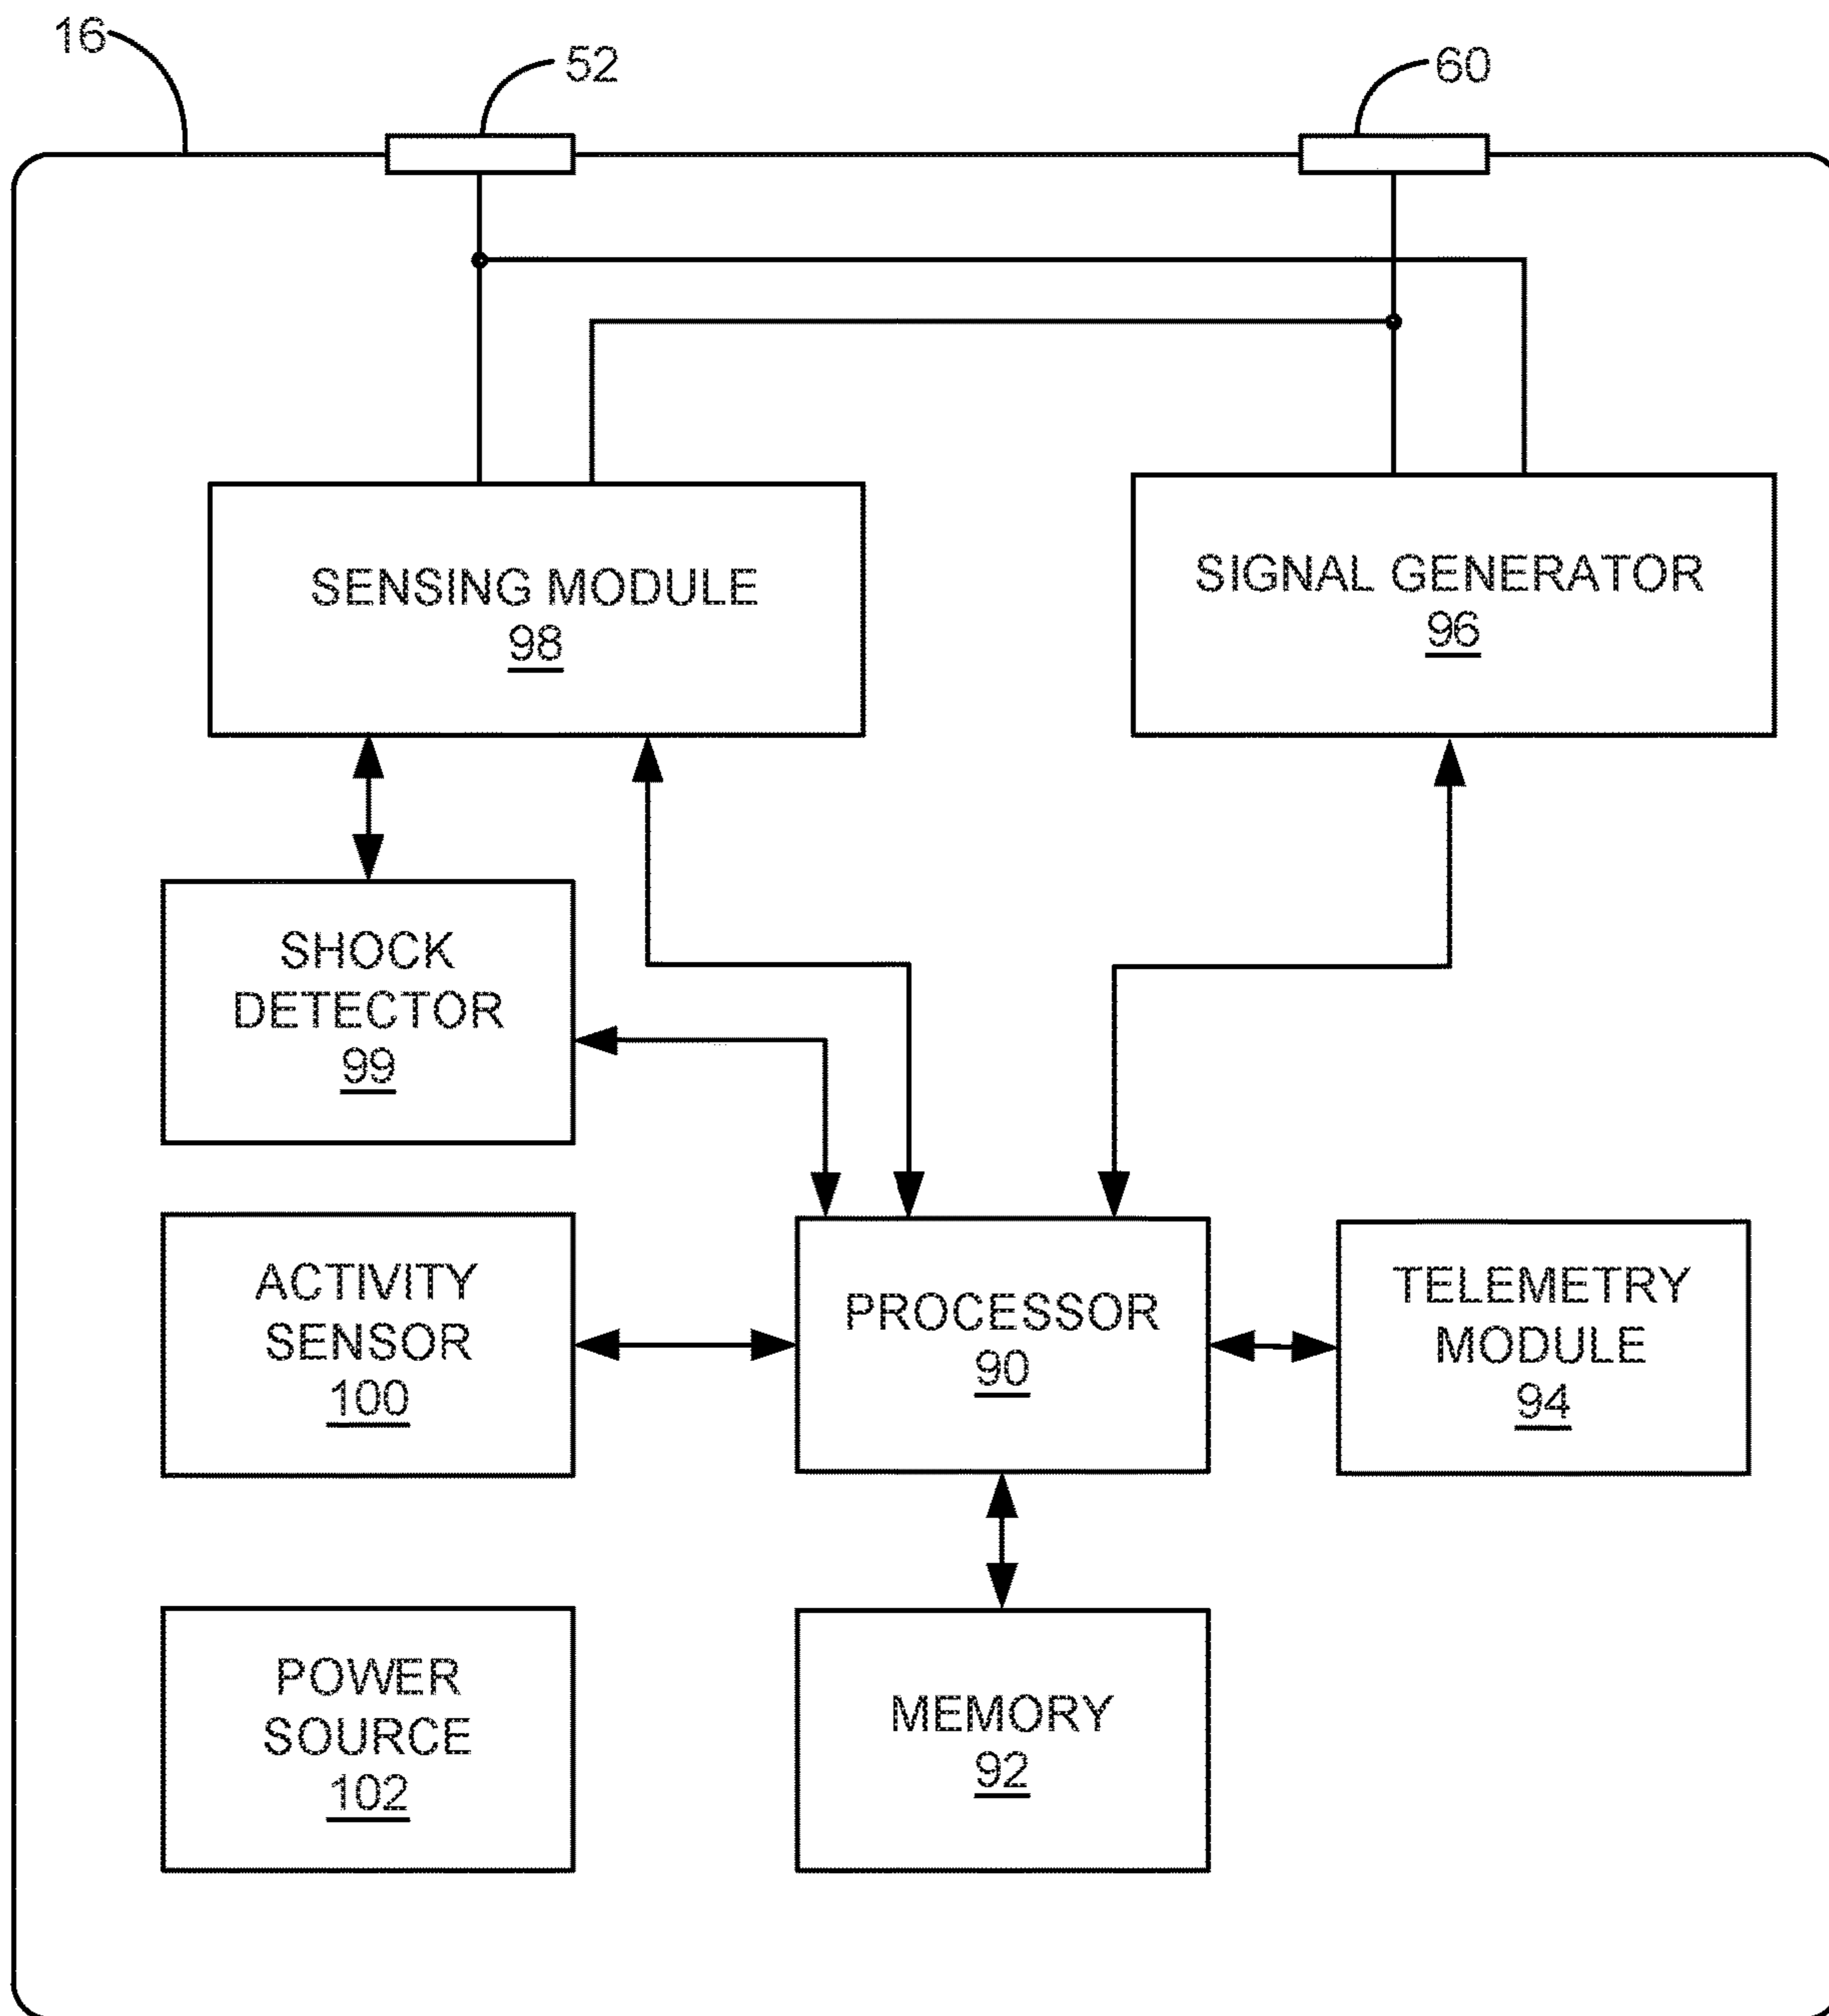 16
52
60
SENSING MODULE
98
SIGNAL GENERATOR
96
SHOCK
DETECTOR
99
ACTIVITY
SENSOR
100
PROCESSOR
90
TELEMETRY
MODULE
94
POWER
SOURCE
102
MEMORY
92